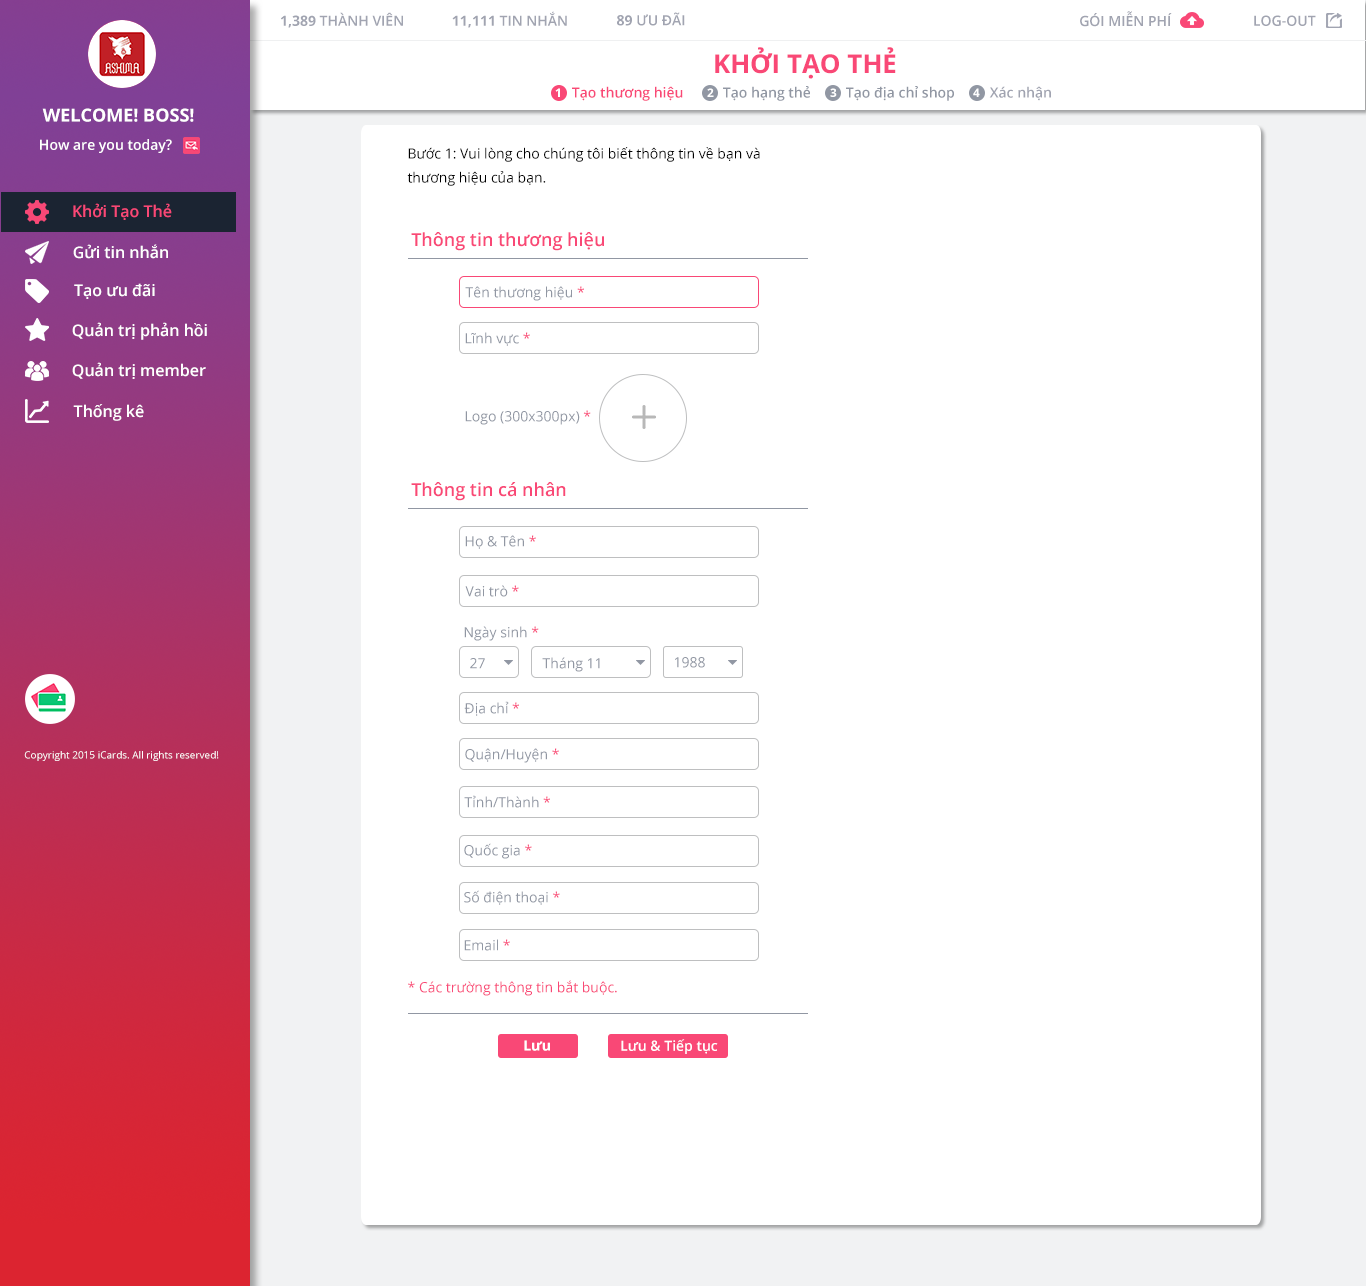 1,389 THÀNH VIÊN 11,111 TIN NHẮN 89 ƯU ĐÃI GÓI MIỄN PHÍ LOG-OUT
ASHIMA
WELCOME! BOSS!
How are you today?
Khởi Tạo Thẻ
Gửi tin nhắn
Tạo ưu đãi
Quản trị phản hồi
Quản trị member
Thống kê
Copyright 2015 iCards. All rights reserved!
KHỞI TẠO THẺ
1 Tạo thương hiệu 2 Tạo hạng thẻ 3 Tạo địa chỉ shop 4 Xác nhận
Bước 1: Vui lòng cho chúng tôi biết thông tin về bạn và
thương hiệu của bạn.
Thông tin thương hiệu
Tên thương hiệu *
Lĩnh vực *
Logo (300x300px) *
Thông tin cá nhân
Họ & Tên *
Vai trò *
Ngày sinh *
27 Tháng 11 1988
Địa chỉ *
Quận/Huyện *
Tỉnh/Thành *
Quốc gia *
Số điện thoại *
Email *
* Các trường thông tin bắt buộc.
Lưu Lưu & Tiếp tục